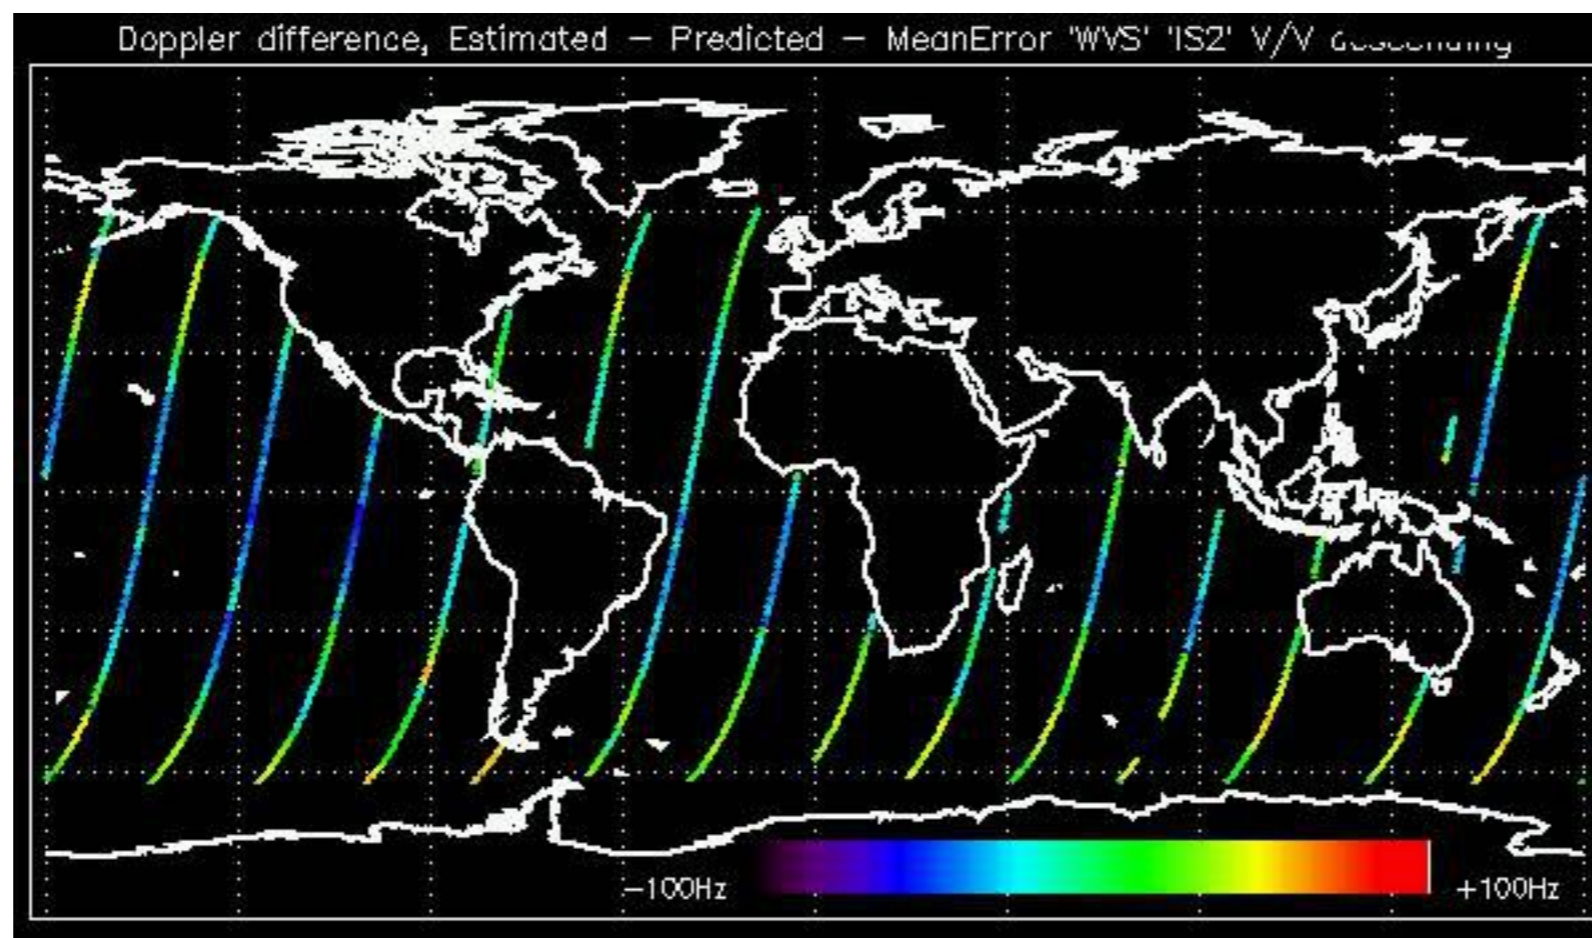 Doppler difference, Estimated – Predicted – MeanError 'WVS' 'IS2' V/V
–100Hz +100Hz